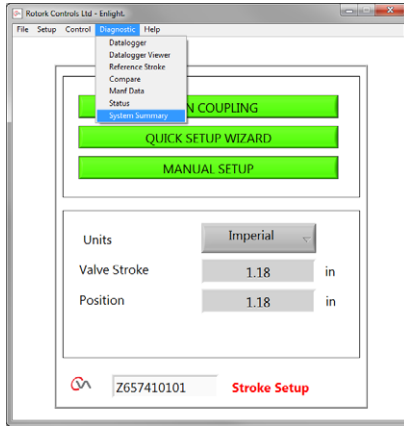 Rotork Controls Ltd - Enlight.
File Setup Control Diagnostic Help
Datalogger
Datalogger Viewer
Reference Stroke
Compare
Manf Data
Status
System Summary
N COUPLING
QUICK SETUP WIZARD
MANUAL SETUP
Units Imperial
Valve Stroke 1.18 in
Position 1.18 in
Z657410101 Stroke Setup